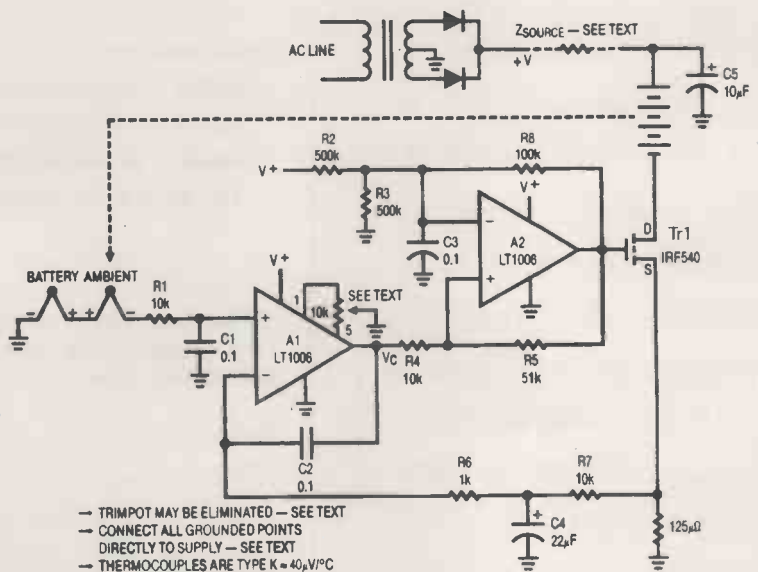 AC LINE
ZSOURCE — SEE TEXT
+V
+
C5
10µF
R2
500k
V+
R3
500k
R8
100k
V+
C3
0.1
−
A2
LT1006
+
D
Tr1
IRF540
S
BATTERY AMBIENT
− + + −
R1
10k
C1
0.1
V+
1
10k
5
SEE TEXT
+
A1
LT1006
−
VC
R4
10k
R5
51k
C2
0.1
R6
1k
R7
10k
+
C4
22µF
125µΩ
→ TRIMPOT MAY BE ELIMINATED — SEE TEXT
→ CONNECT ALL GROUNDED POINTS
DIRECTLY TO SUPPLY — SEE TEXT
→ THERMOCOUPLES ARE TYPE K = 40µV/°C